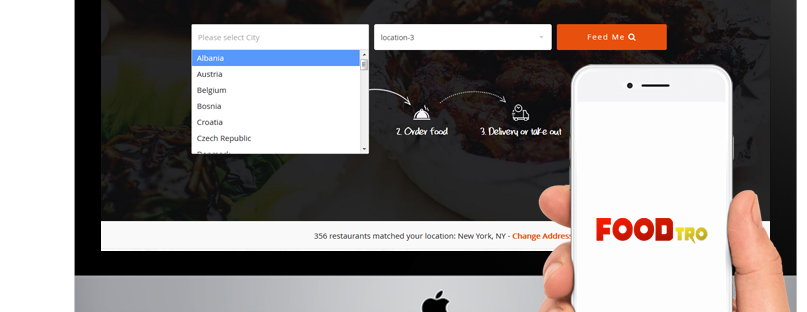 Please select City
location-3
Feed Me
Albania
Austria
Belgium
Bosnia
Croatia
Czech Republic
Denmark
2. Order food
3. Delivery or take out
356 restaurants matched your location: New York, NY - Change Address
FOODTRO